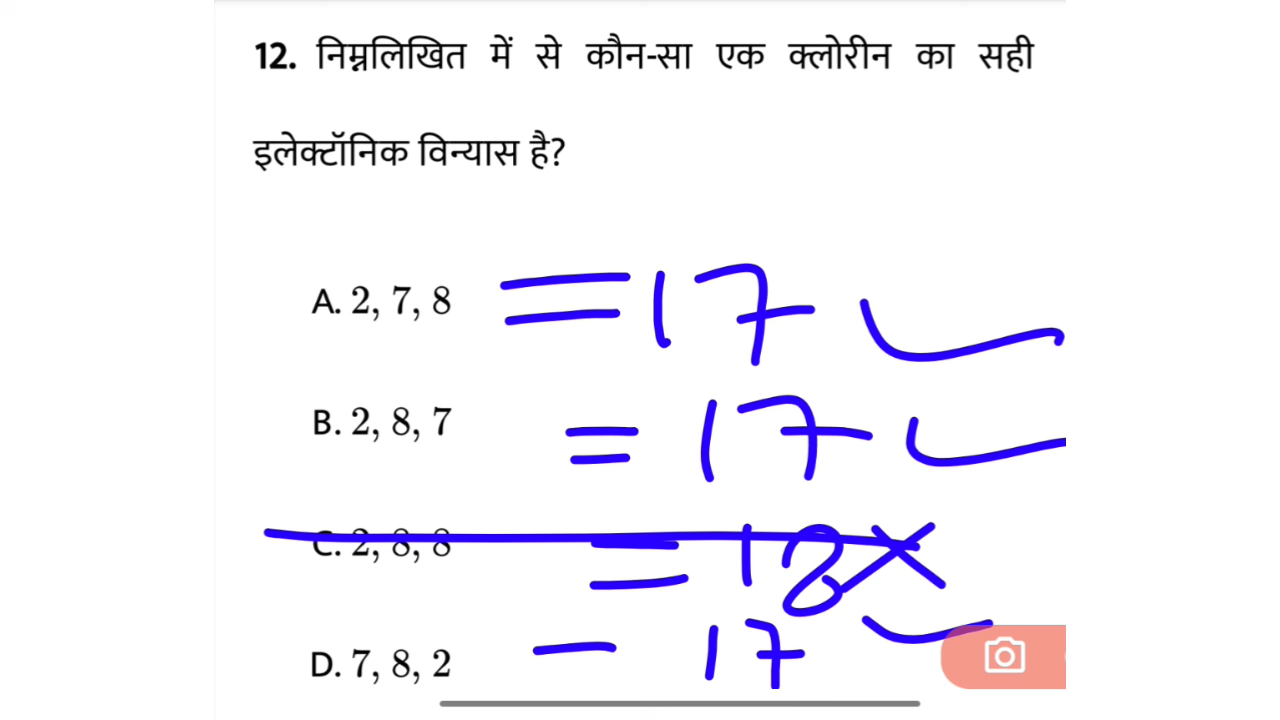 12. निम्नलिखित में से कौन-सा एक क्लोरीन का सही
इलेक्टॉनिक विन्यास है?
A. 2, 7, 8 = 17
B. 2, 8, 7 = 17
C. 2, 8, 8 = 18
D. 7, 8, 2 — 17